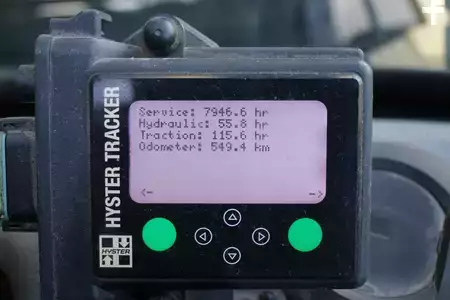 HYSTER TRACKER
Service: 7946.6 hr
Hydraulic: 55.8 hr
Traction: 115.6 hr
Odometer: 549.4 km
<- ->
HYSTER